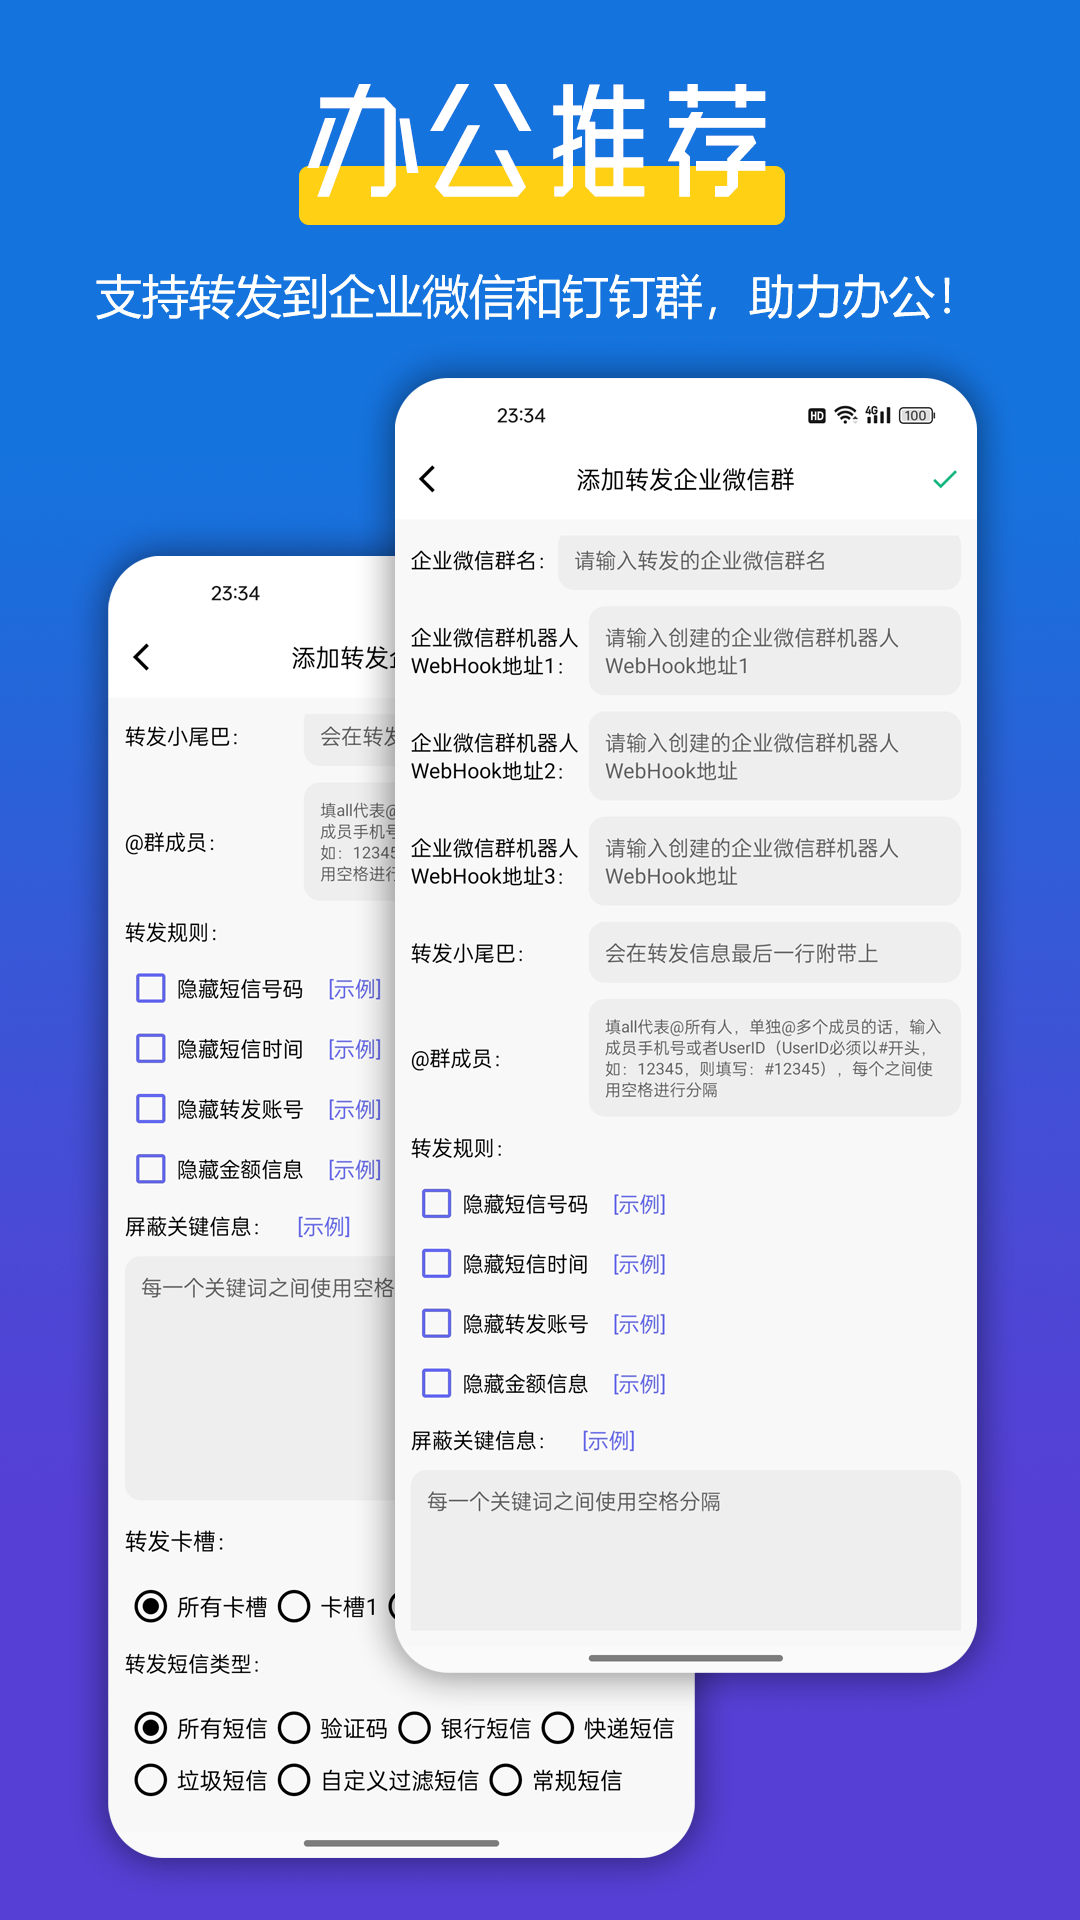 办公推荐
支持转发到企业微信和钉钉群，助力办公！
23:34
HD 4G 100
添加转发企业微信群
企业微信群名：
请输入转发的企业微信群名
企业微信群机器人
WebHook地址1：
请输入创建的企业微信群机器人
WebHook地址1
企业微信群机器人
WebHook地址2：
请输入创建的企业微信群机器人
WebHook地址
企业微信群机器人
WebHook地址3：
请输入创建的企业微信群机器人
WebHook地址
转发小尾巴：
会在转发信息最后一行附带上
@群成员：
填all代表@所有人，单独@多个成员的话，输入
成员手机号或者UserID（UserID必须以#开头，
如：12345，则填写：#12345），每个之间使
用空格进行分隔
转发规则：
隐藏短信号码 [示例]
隐藏短信时间 [示例]
隐藏转发账号 [示例]
隐藏金额信息 [示例]
屏蔽关键信息： [示例]
每一个关键词之间使用空格分隔
23:34
添加转发企
转发小尾巴：
会在转发
@群成员：
填all代表@
成员手机号
如：12345
用空格进行
转发规则：
隐藏短信号码 [示例]
隐藏短信时间 [示例]
隐藏转发账号 [示例]
隐藏金额信息 [示例]
屏蔽关键信息： [示例]
每一个关键词之间使用空格
转发卡槽：
所有卡槽 卡槽1
转发短信类型：
所有短信 验证码 银行短信 快递短信
垃圾短信 自定义过滤短信 常规短信